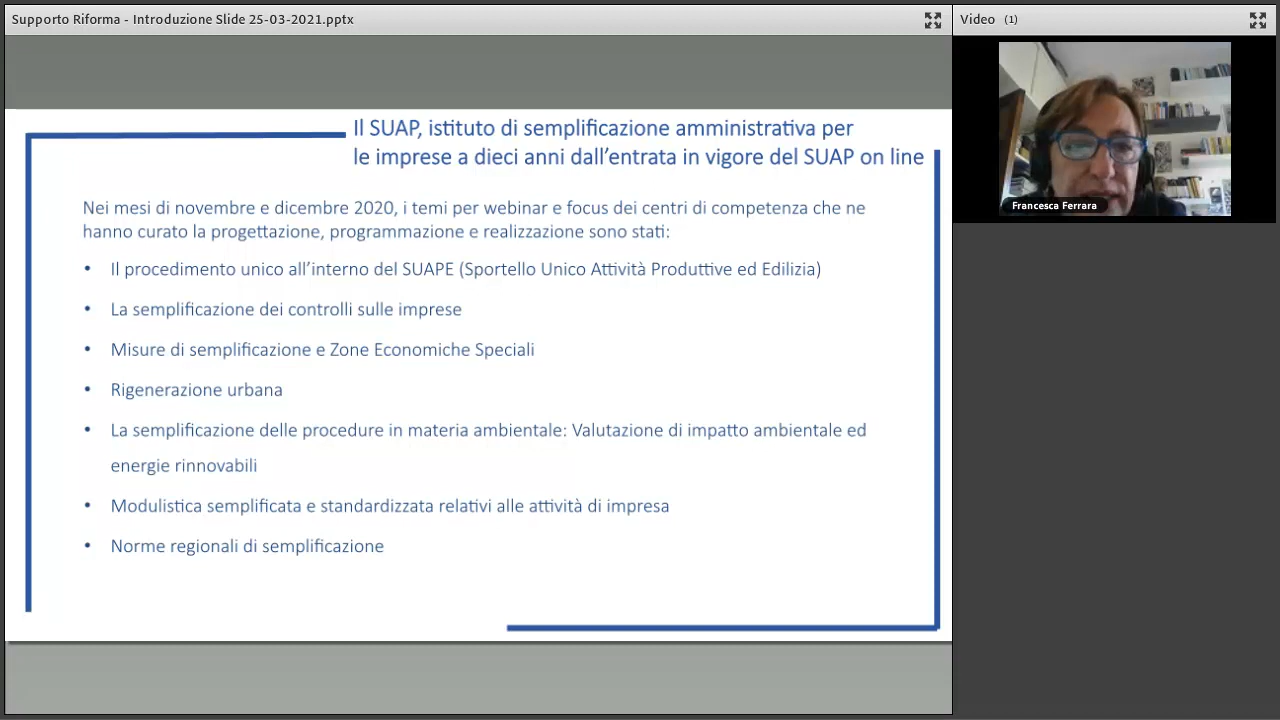 Supporto Riforma - Introduzione Slide 25-03-2021.pptx
Video (1)
Francesca Ferrara
Il SUAP, istituto di semplificazione amministrativa per
le imprese a dieci anni dall’entrata in vigore del SUAP on line
Nei mesi di novembre e dicembre 2020, i temi per webinar e focus dei centri di competenza che ne
hanno curato la progettazione, programmazione e realizzazione sono stati:
• Il procedimento unico all’interno del SUAPE (Sportello Unico Attività Produttive ed Edilizia)
• La semplificazione dei controlli sulle imprese
• Misure di semplificazione e Zone Economiche Speciali
• Rigenerazione urbana
• La semplificazione delle procedure in materia ambientale: Valutazione di impatto ambientale ed
energie rinnovabili
• Modulistica semplificata e standardizzata relativi alle attività di impresa
• Norme regionali di semplificazione